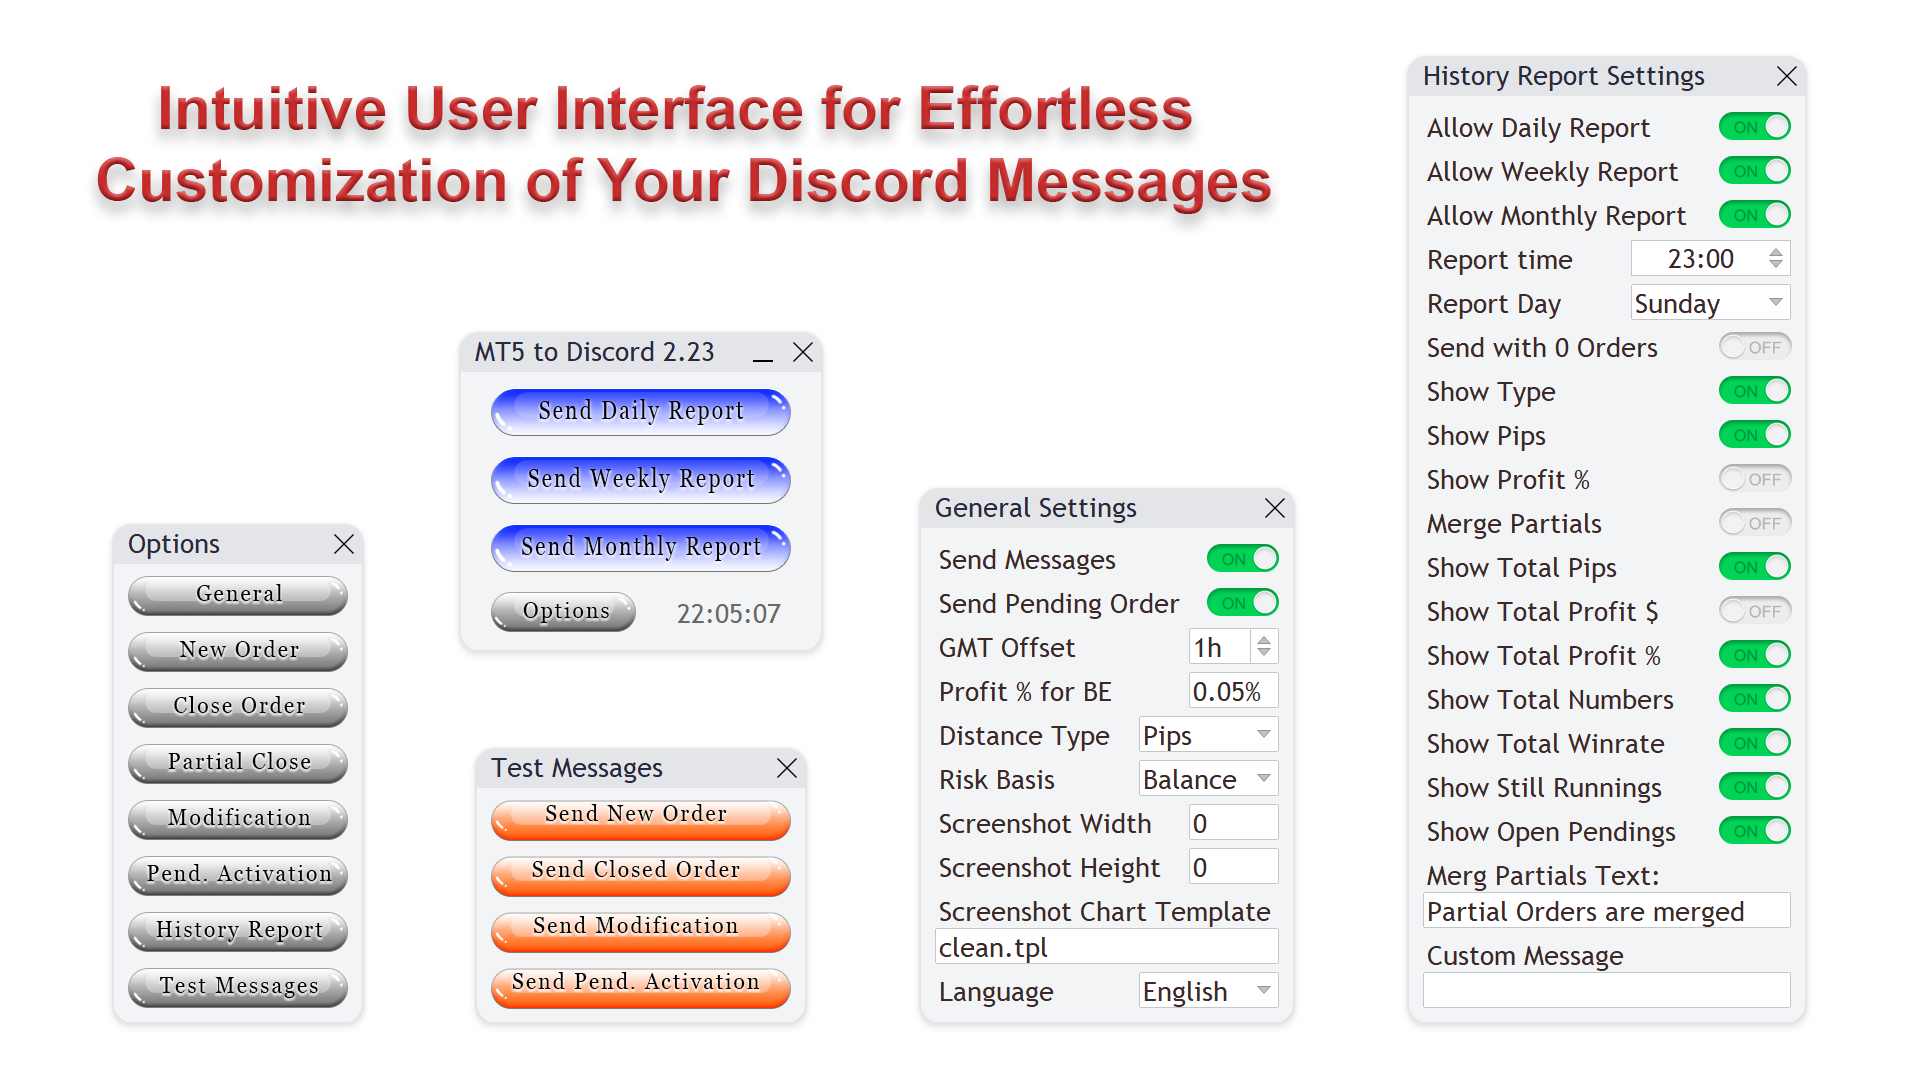 Intuitive User Interface for Effortless
Customization of Your Discord Messages
Options
General
New Order
Close Order
Partial Close
Modification
Pend. Activation
History Report
Test Messages
MT5 to Discord 2.23
Send Daily Report
Send Weekly Report
Send Monthly Report
Options 22:05:07
Test Messages
Send New Order
Send Closed Order
Send Modification
Send Pend. Activation
General Settings
Send Messages ON
Send Pending Order ON
GMT Offset 1h
Profit % for BE 0.05%
Distance Type Pips
Risk Basis Balance
Screenshot Width 0
Screenshot Height 0
Screenshot Chart Template
clean.tpl
Language English
History Report Settings
Allow Daily Report ON
Allow Weekly Report ON
Allow Monthly Report ON
Report time 23:00
Report Day Sunday
Send with 0 Orders OFF
Show Type ON
Show Pips ON
Show Profit % OFF
Merge Partials OFF
Show Total Pips ON
Show Total Profit $ OFF
Show Total Profit % ON
Show Total Numbers ON
Show Total Winrate ON
Show Still Runnings ON
Show Open Pendings ON
Merg Partials Text:
Partial Orders are merged
Custom Message